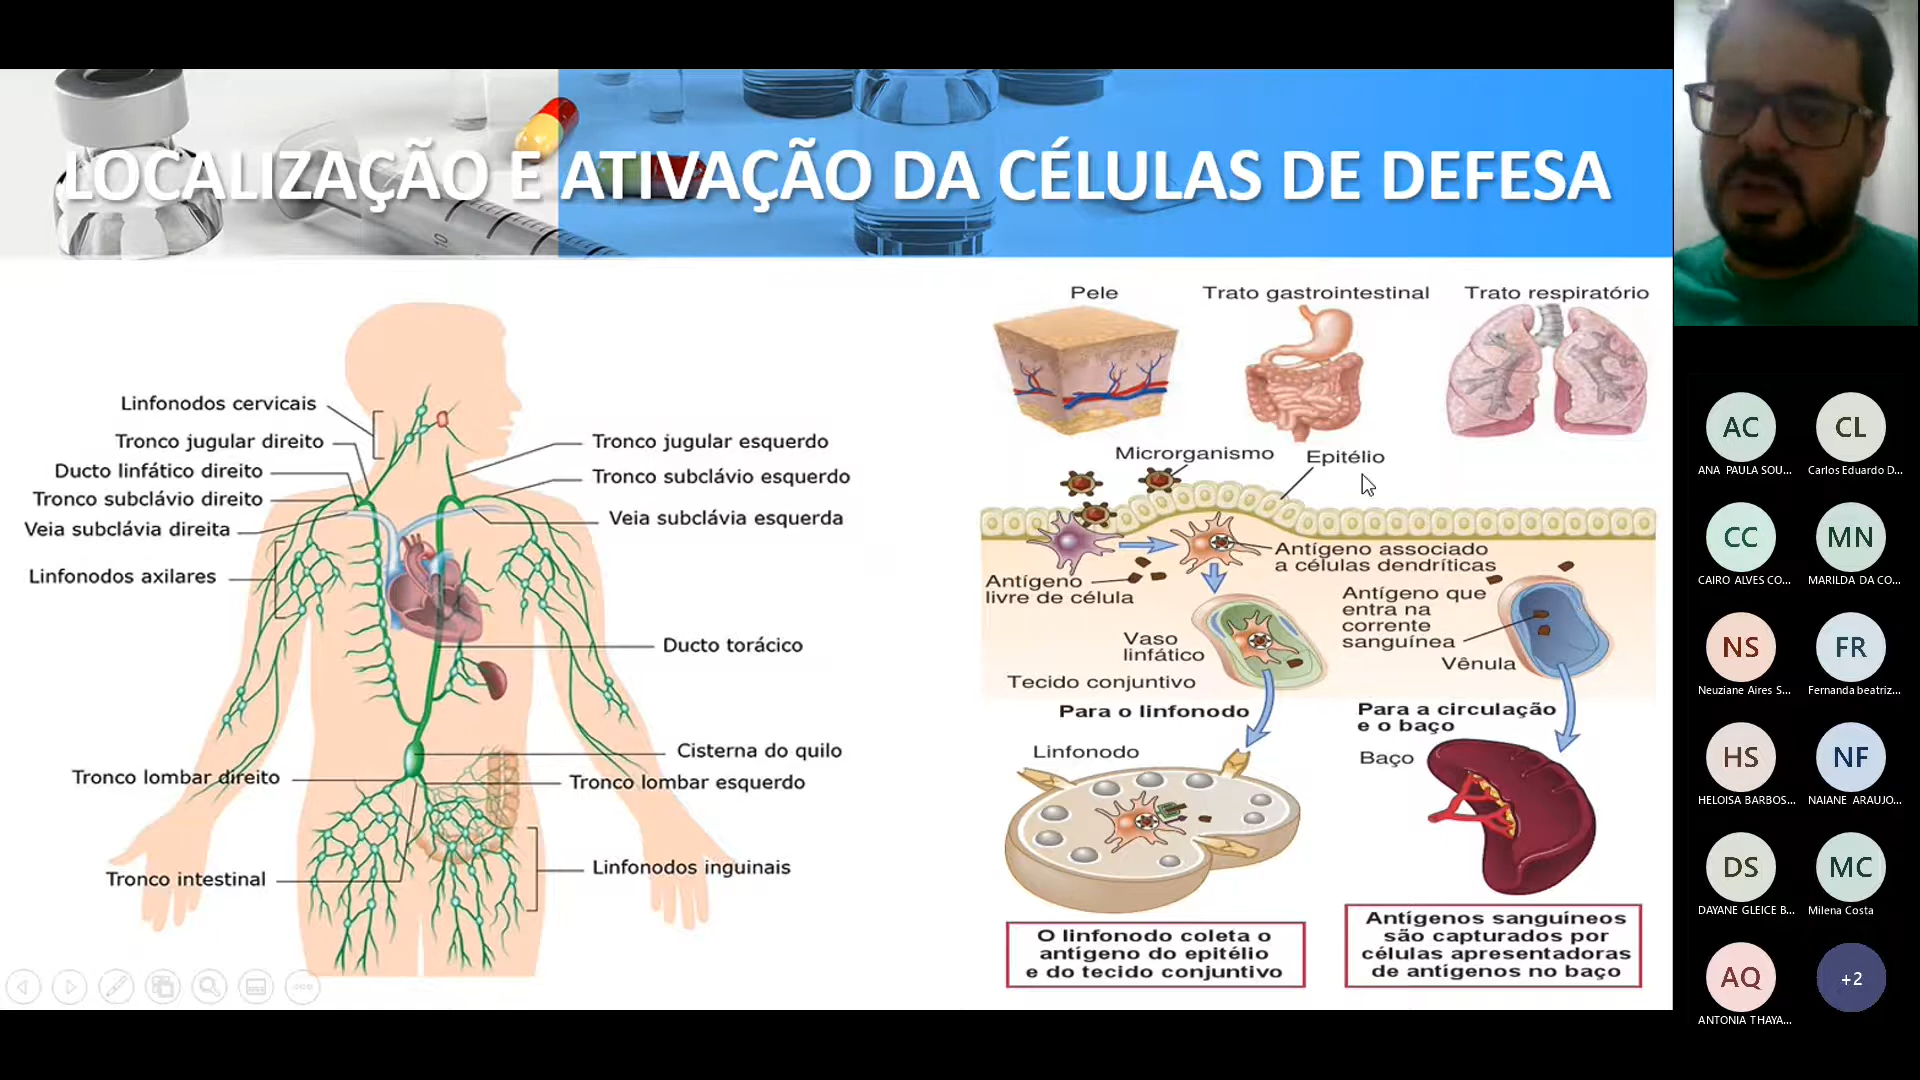 LOCALIZAÇÃO E ATIVAÇÃO DA CÉLULAS DE DEFESA
Linfonodos cervicais
Tronco jugular direito
Ducto linfático direito
Tronco subclávio direito
Veia subclávia direita
Linfonodos axilares
Tronco jugular esquerdo
Tronco subclávio esquerdo
Veia subclávia esquerda
Ducto torácico
Cisterna do quilo
Tronco lombar direito
Tronco lombar esquerdo
Tronco intestinal
Linfonodos inguinais
Pele
Trato gastrointestinal
Trato respiratório
Microrganismo
Epitélio
Antígeno associado
a células dendríticas
Antígeno
livre de célula
Antígeno que
entra na
corrente
sanguínea
Vaso
linfático
Vênula
Tecido conjuntivo
Para o linfonodo
Para a circulação
e o baço
Linfonodo
Baço
O linfonodo coleta o
antígeno do epitélio
e do tecido conjuntivo
Antígenos sanguíneos
são capturados por
células apresentadoras
de antígenos no baço
AC
ANA PAULA SOU...
CL
Carlos Eduardo D...
CC
CAIRO ALVES CO...
MN
MARILDA DA CO...
NS
Neuziane Aires S...
FR
Fernanda beatriz...
HS
HELOISA BARBOS...
NF
NAIANE ARAUJO...
DS
DAYANE GLEICE B...
MC
Milena Costa
AQ
ANTONIA THAYA...
+2
10